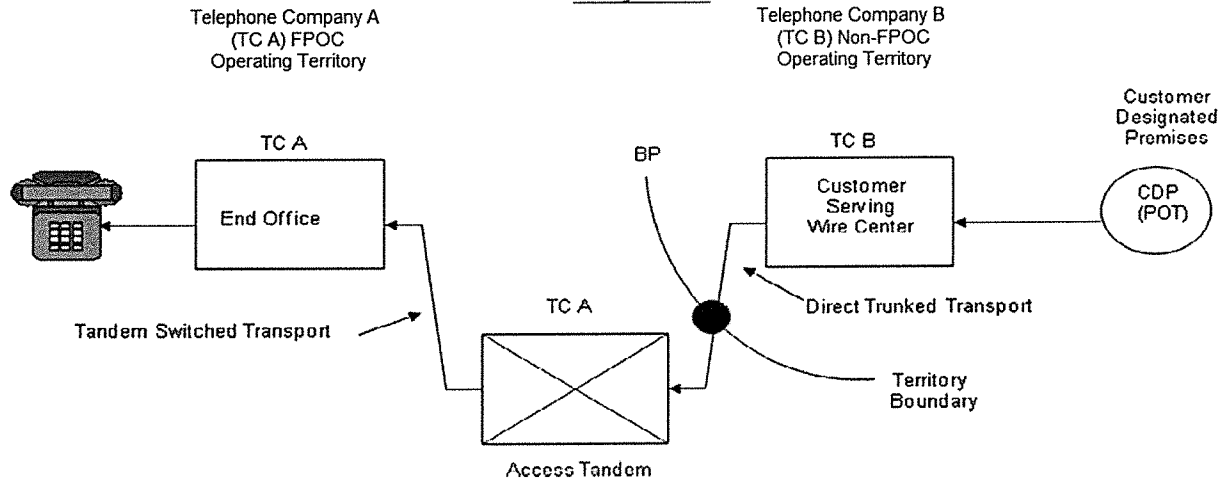 Telephone Company A
(TC A) FPOC
Operating Territory
Telephone Company B
(TC B) Non-FPOC
Operating Territory
Customer
Designated
Premises
TC A
BP
TC B
End Office
Customer
Serving
Wire Center
CDP
(POT)
Tandem Switched Transport
TC A
Direct Trunked Transport
Territory
Boundary
Access Tandem